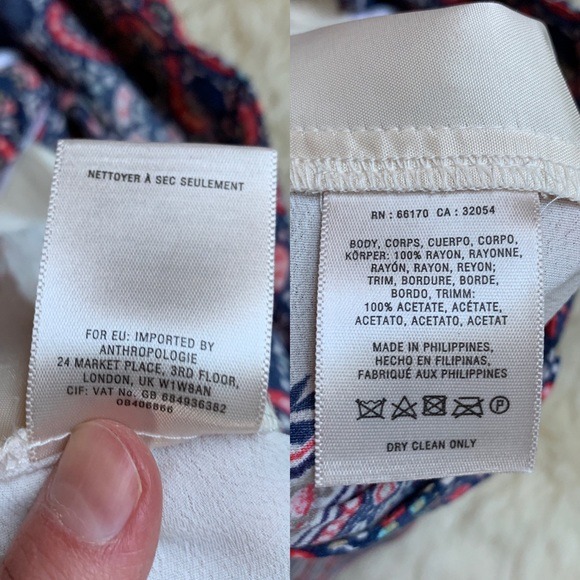 NETTOYER À SEC SEULEMENT
FOR EU: IMPORTED BY
ANTHROPOLOGIE
24 MARKET PLACE, 3RD FLOOR,
LONDON, UK W1W8AN
CIF: VAT No. GB 884936382
OB406866
RN : 66170 CA : 32054
BODY, CORPS, CUERPO, CORPO,
KÖRPER: 100% RAYON, RAYONNE,
RAYÓN, RAYON, REYON;
TRIM, BORDURE, BORDE,
BORDO, TRIMM:
100% ACETATE, ACÉTATE,
ACETATO, ACETATO, ACETAT
MADE IN PHILIPPINES,
HECHO EN FILIPINAS,
FABRIQUÉ AUX PHILIPPINES
P
DRY CLEAN ONLY